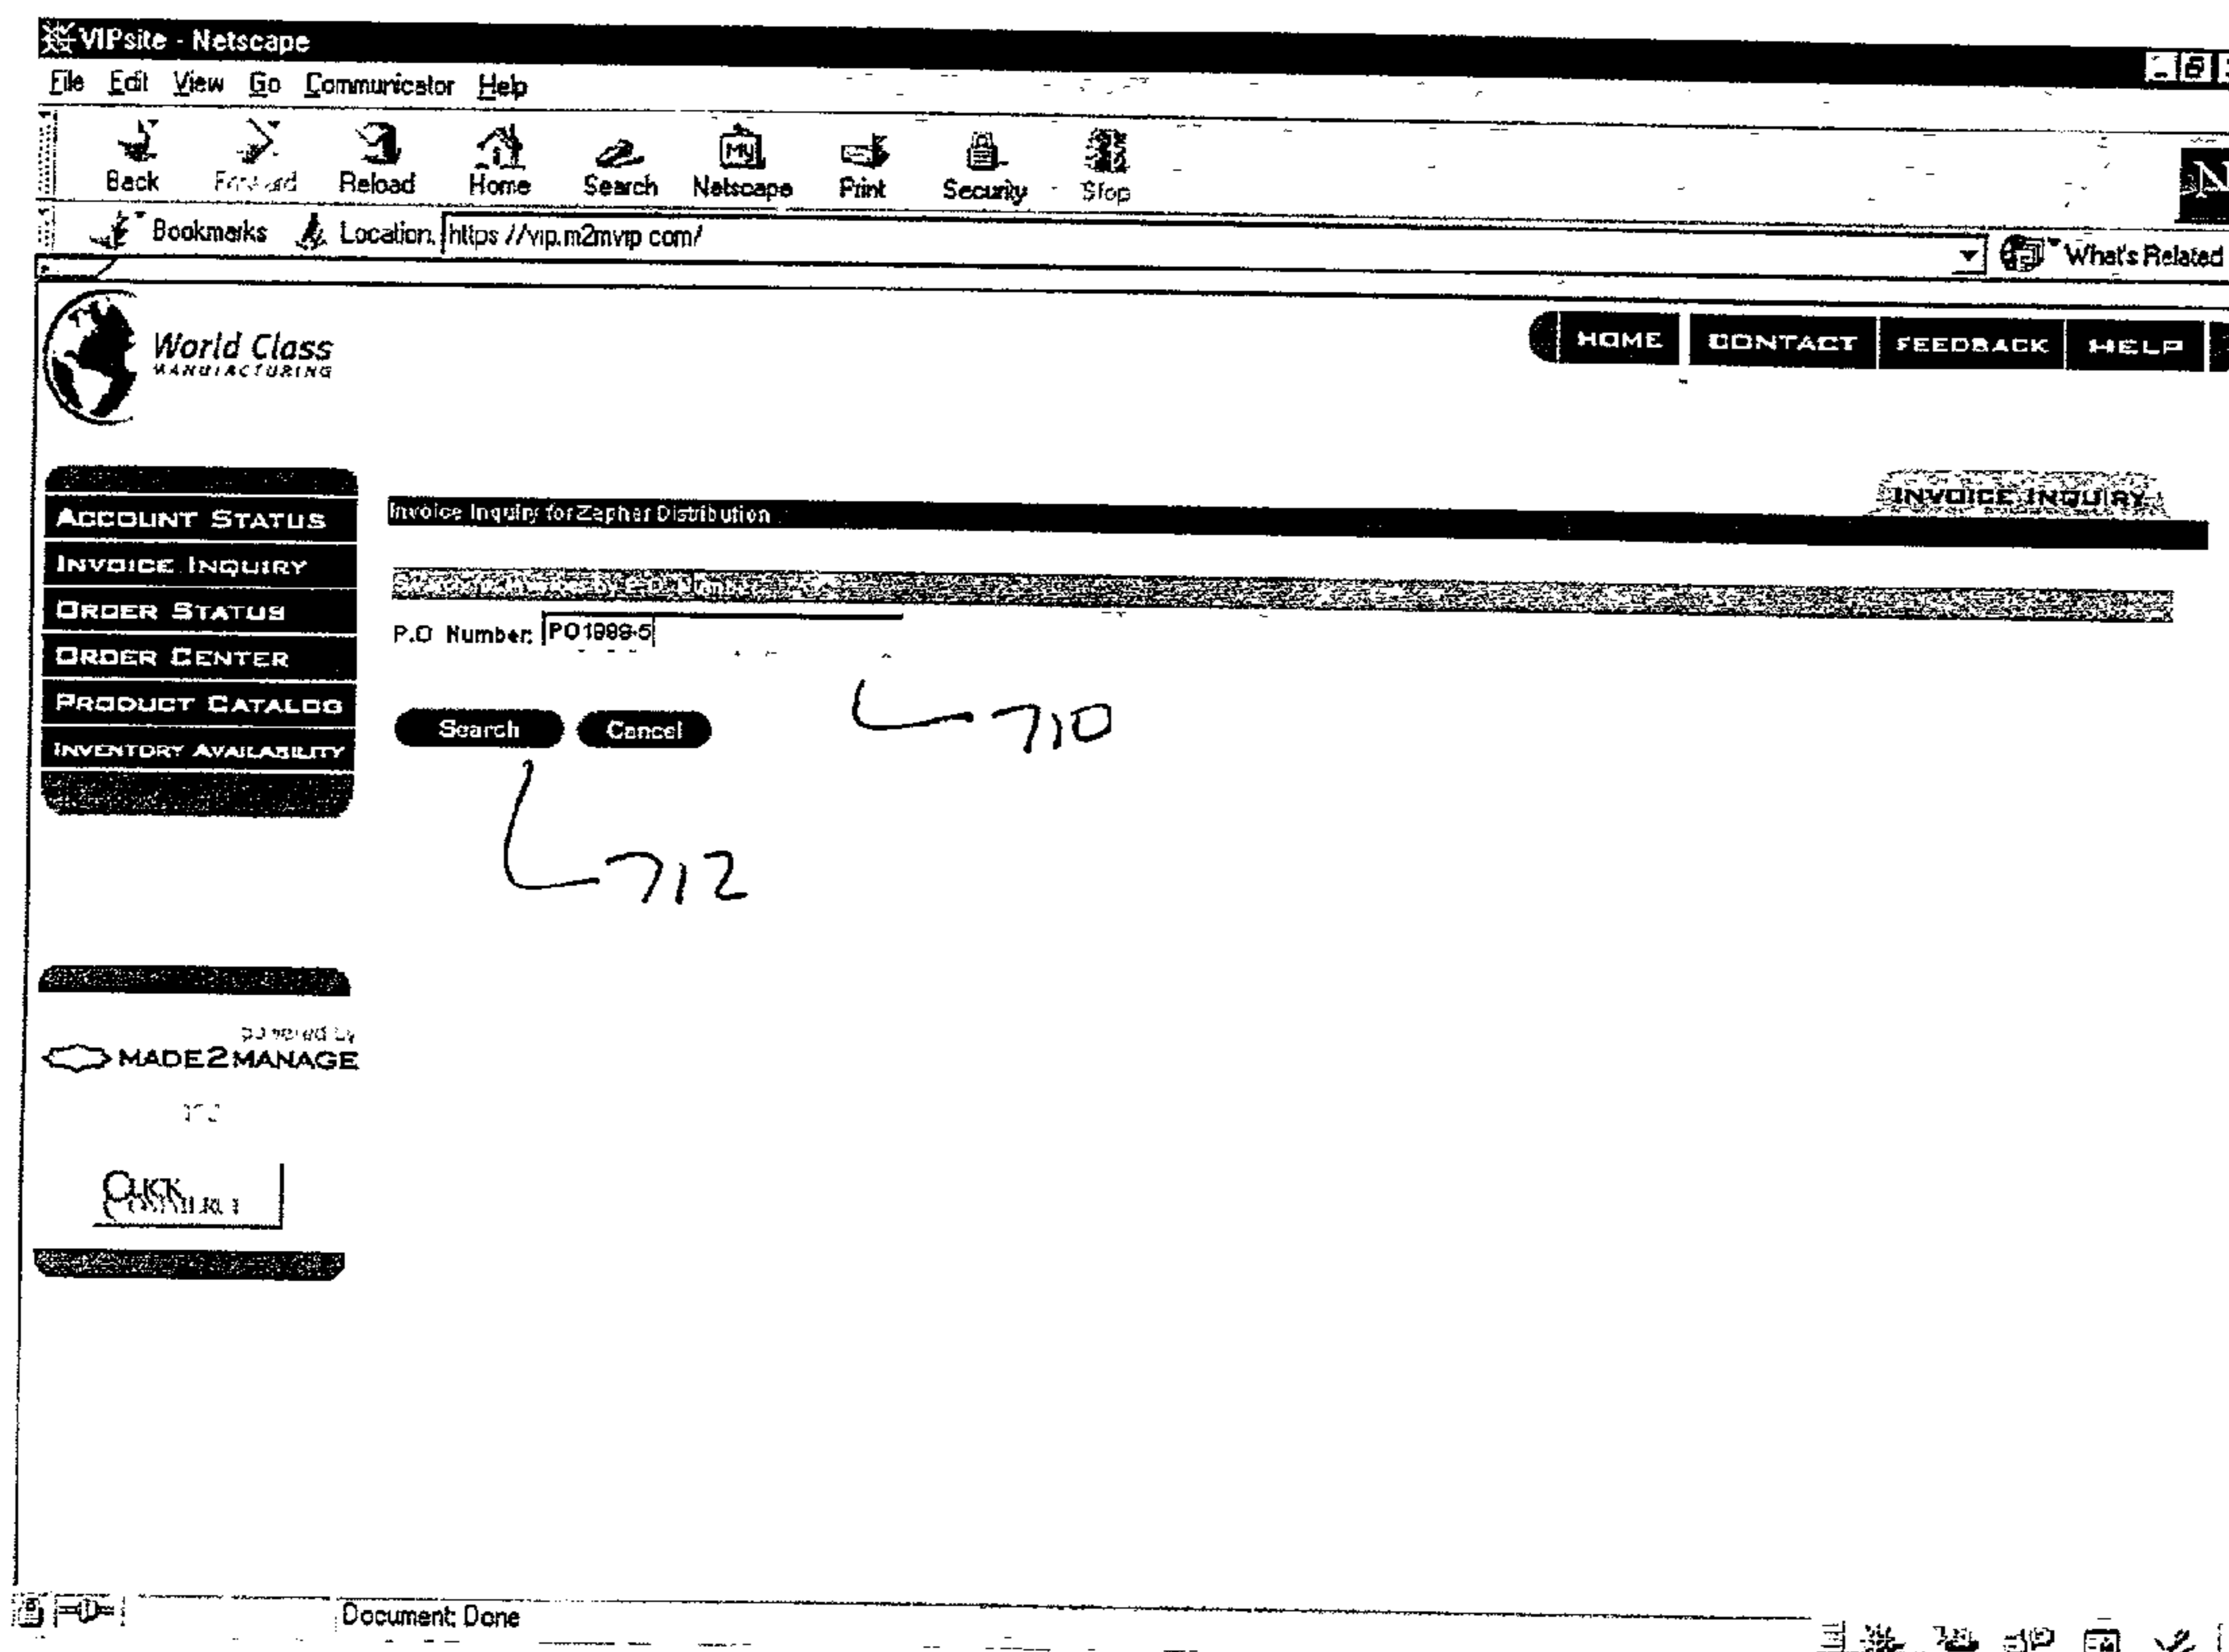 VIPsite - Netscape
File Edit View Go Communicator Help
Back Forward Reload Home Search Netscape Print Security Stop
N
Bookmarks Location. https //vip.m2mvip com/ What's Related
World Class
MANUFACTURING
HOME CONTACT FEEDBACK HELP
INVOICE INQUIRY
ACCOUNT STATUS
Invoice Inquiry for Zepher Distribution
INVOICE INQUIRY
ORDER STATUS
P.O Number:
ORDER CENTER
PRODUCT CATALOG
710
Search Cancel
INVENTORY AVAILABILITY
712
powered by
MADE2MANAGE
CLICK
COMMERCE
Document: Done